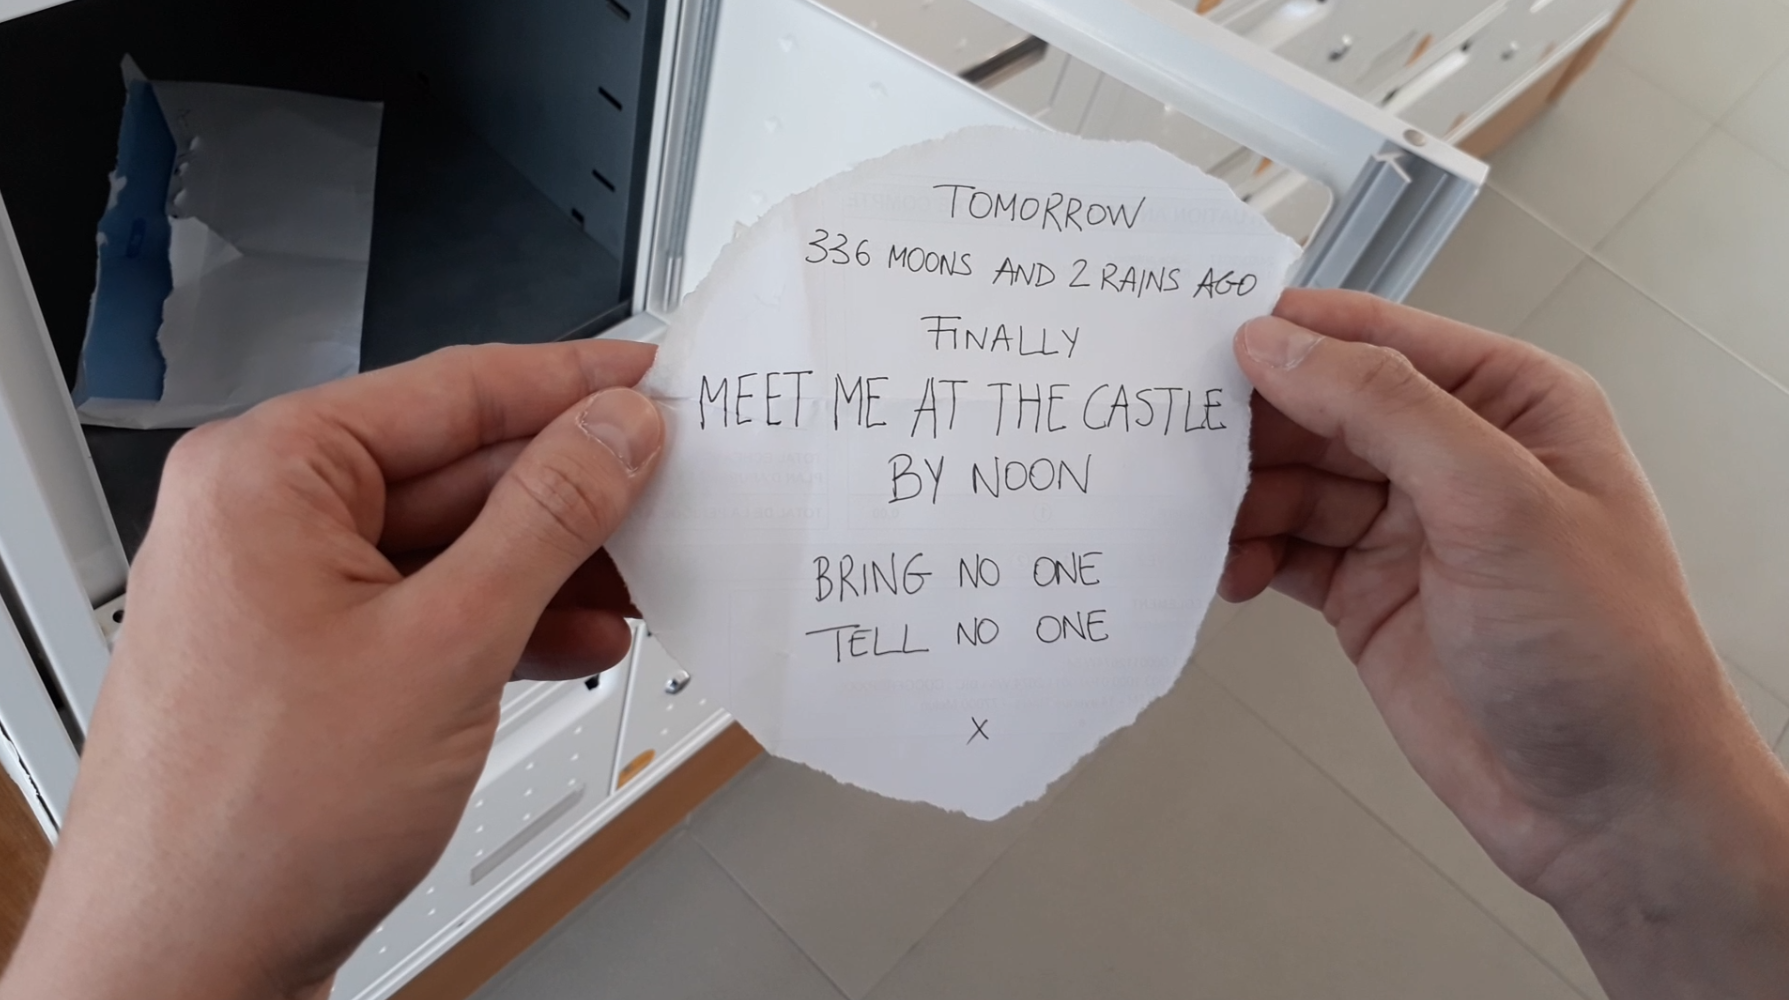 TOMORROW
336 MOONS AND 2 RAINS AGO
FINALLY
MEET ME AT THE CASTLE
BY NOON
BRING NO ONE
TELL NO ONE
X